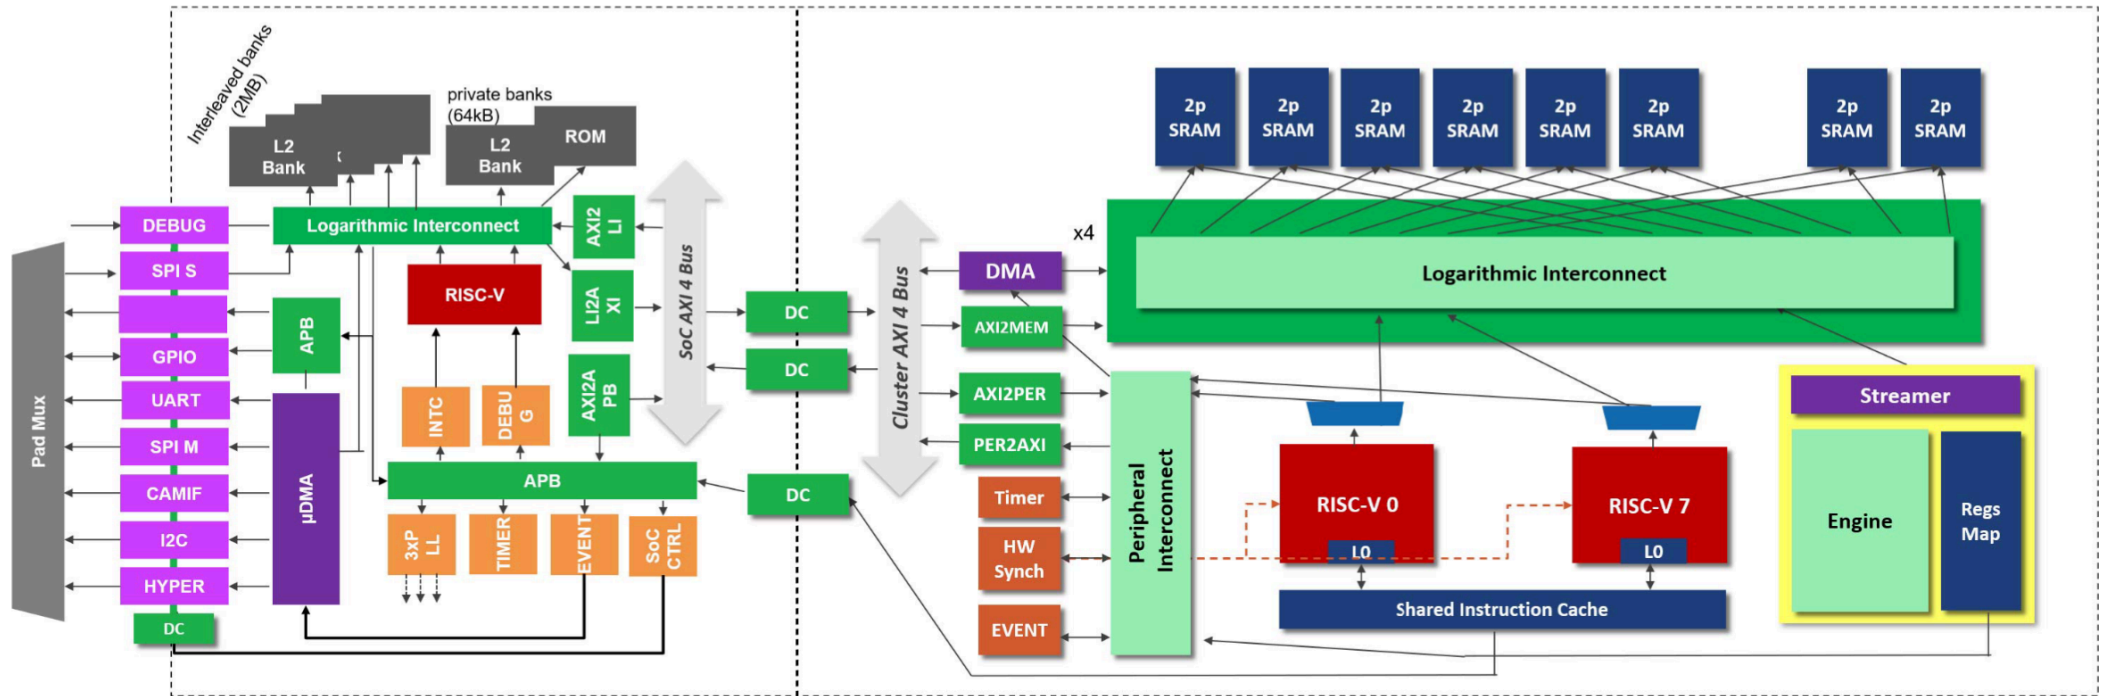 Interleaved banks
(2MB)
L2
Bank
private banks
(64kB)
L2
Bank
ROM
DEBUG
SPI S
GPIO
UART
SPI M
CAMIF
I2C
HYPER
DC
Pad Mux
Logarithmic Interconnect
RISC-V
APB
µDMA
INTC
DEBU
G
APB
3xP
LL
TIMER
EVENT
SoC
CTRL
AXI2
LI
LI2A
XI
AXI2A
PB
SoC AXI 4 Bus
DC
DC
DC
Cluster AXI 4 Bus
x4
DMA
AXI2MEM
AXI2PER
PER2AXI
Timer
HW
Synch
EVENT
Peripheral
Interconnect
2p
SRAM
2p
SRAM
2p
SRAM
2p
SRAM
2p
SRAM
2p
SRAM
2p
SRAM
2p
SRAM
Logarithmic Interconnect
RISC-V 0
L0
RISC-V 7
L0
Shared Instruction Cache
Streamer
Engine
Regs
Map